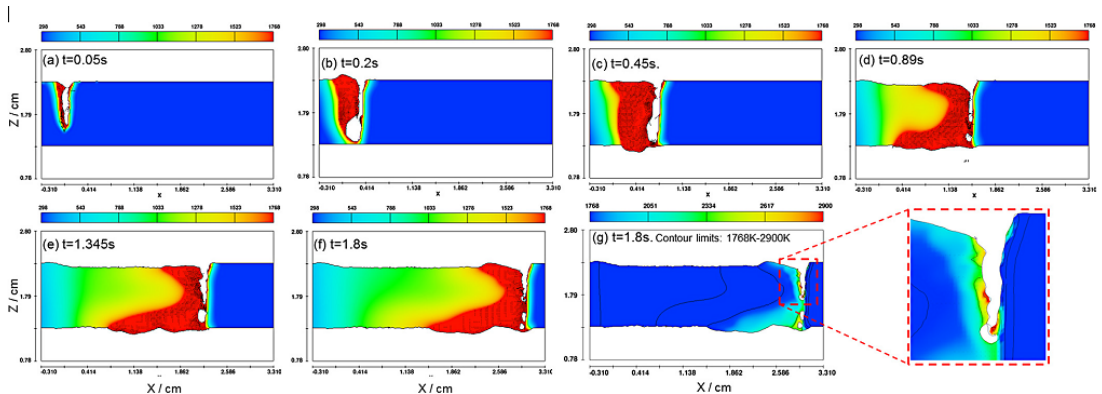 298 543 788 1033 1278 1523 1768
298 543 788 1033 1278 1523 1768
298 543 788 1033 1278 1523 1768
298 543 788 1033 1278 1523 1768
(a) t=0.05s
(b) t=0.2s
(c) t=0.45s.
(d) t=0.89s
Z / cm
2.80
1.79
0.78
-0.310 0.414 1.138 1.862 2.586 3.310
x
2.80
1.79
0.78
-0.310 0.414 1.138 1.862 2.586 3.310
x
2.80
1.79
0.78
-0.310 0.414 1.138 1.862 2.586 3.310
x
2.80
1.79
0.78
-0.310 0.414 1.138 1.862 2.586 3.310
x
298 543 788 1033 1278 1523 1768
298 543 788 1033 1278 1523 1768
1768 2051 2334 2617 2900
(e) t=1.345s
(f) t=1.8s
(g) t=1.8s. Contour limits: 1768K-2900K
Z / cm
2.80
1.79
0.78
-0.310 0.414 1.138 1.862 2.586 3.310
X / cm
2.80
1.79
0.78
-0.310 0.414 1.138 1.862 2.586 3.310
X / cm
2.80
1.79
0.78
-0.310 0.414 1.138 1.862 2.586 3.310
X / cm